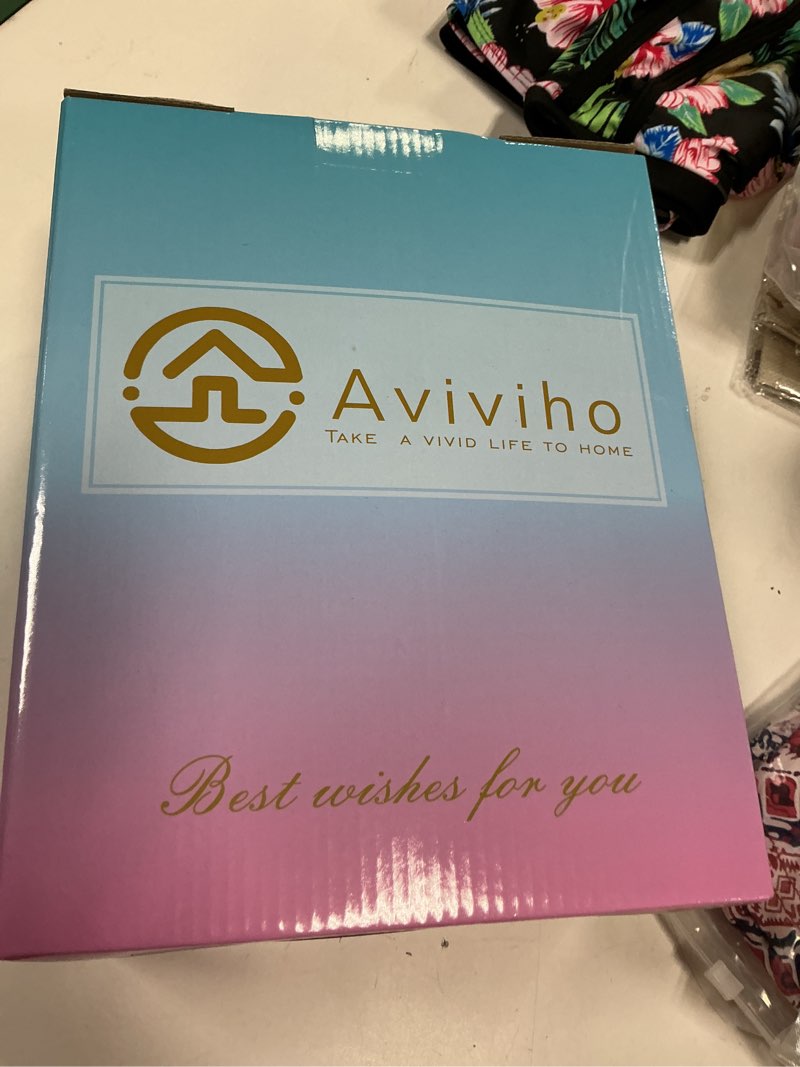 Aviviho
TAKE A VIVID LIFE TO HOME
Best wishes for you